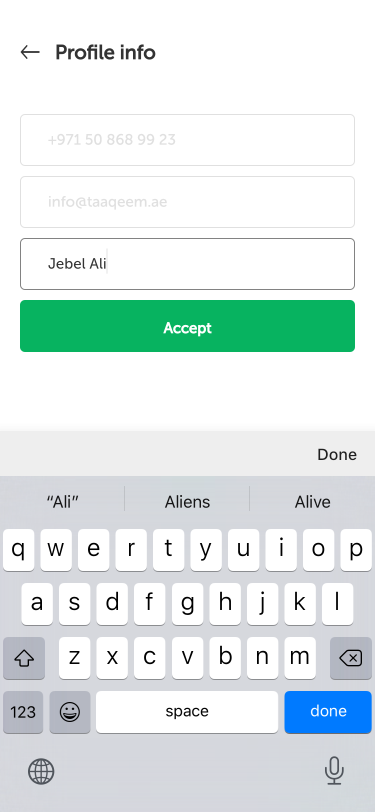 Profile info
+971 50 868 99 23
info@taaqeem.ae
Jebel Ali
Accept
Done
“Ali” Aliens Alive
q w e r t y u i o p
a s d f g h j k l
z x c v b n m
123 space done